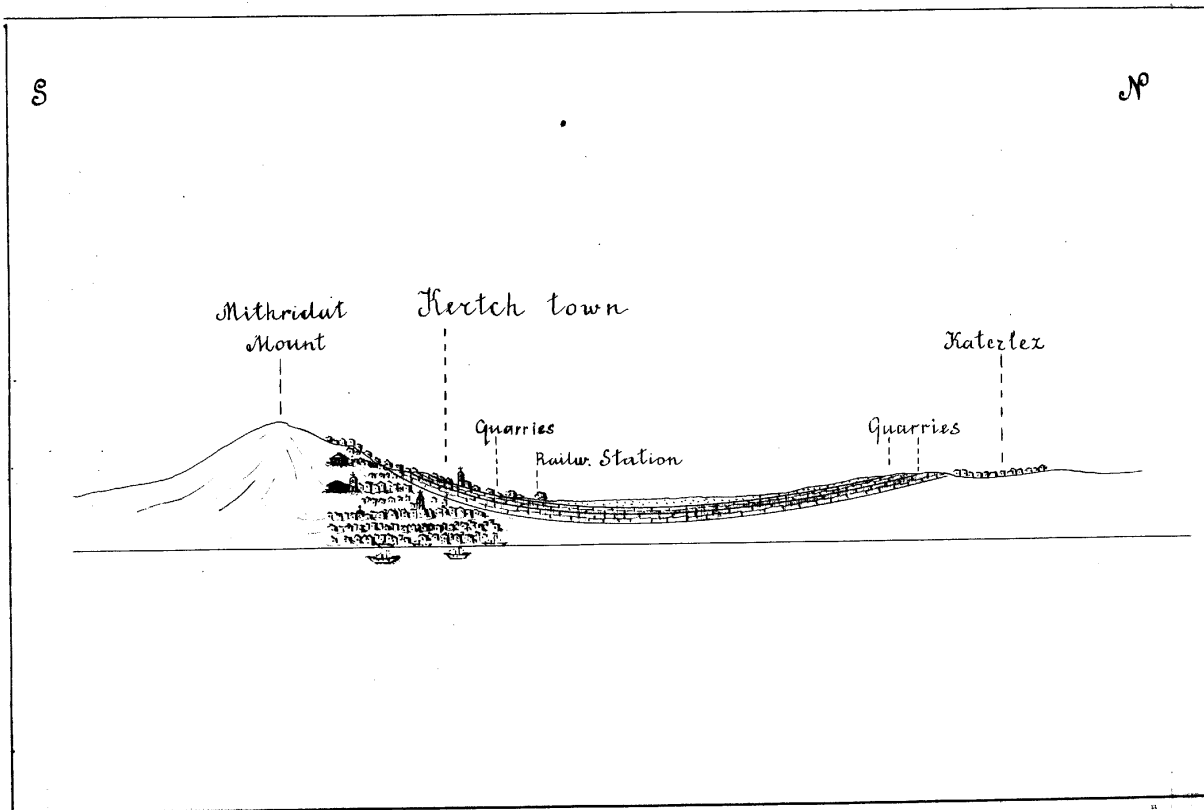 S
N
Mithridat
Mount
Kertch town
Katerlez
Quarries
Railw. Station
Quarries